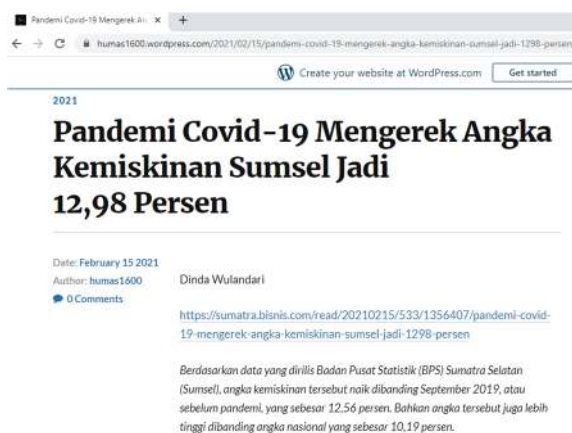 Pandemi Covid-19 Mengerek An
humas1600.wordpress.com/2021/02/15/pandemi-covid-19-mengerek-angka-kemiskinan-sumsel-jadi-1298-persen
Create your website at WordPress.com
Get started
2021
Pandemi Covid-19 Mengerek Angka
Kemiskinan Sumsel Jadi
12,98 Persen
Date: February 15 2021
Author: humas1600
0 Comments
Dinda Wulandari
https://sumatra.bisnis.com/read/20210215/533/1356407/pandemi-covid-
19-mengerek-angka-kemiskinan-sumsel-jadi-1298-persen
Berdasarkan data yang dirilis Badan Pusat Statistik (BPS) Sumatra Selatan
(Sumsel), angka kemiskinan tersebut naik dibanding September 2019, atau
sebelum pandemi, yang sebesar 12,56 persen. Bahkan angka tersebut juga lebih
tinggi dibanding angka nasional yang sebesar 10,19 persen.